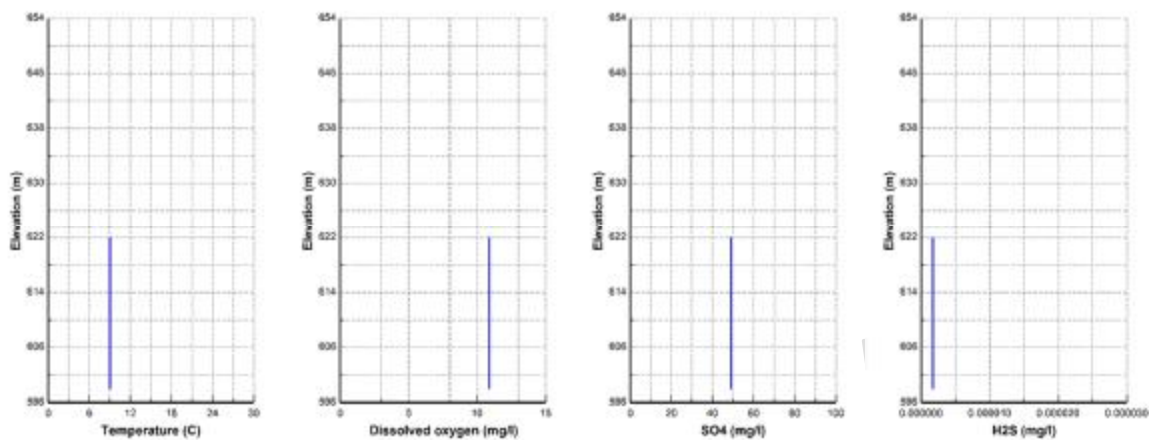 654 654 654 654
646 646 646 646
638 638 638 638
630 630 630 630
622 622 622 622
614 614 614 614
606 606 606 606
598 598 598 598
Elevation (m) Elevation (m) Elevation (m) Elevation (m)
0 6 12 18 24 30 0 5 10 15 0 20 40 60 80 100 0.000000 0.000010 0.000020 0.000030
Temperature (C) Dissolved oxygen (mg/l) SO4 (mg/l) H2S (mg/l)